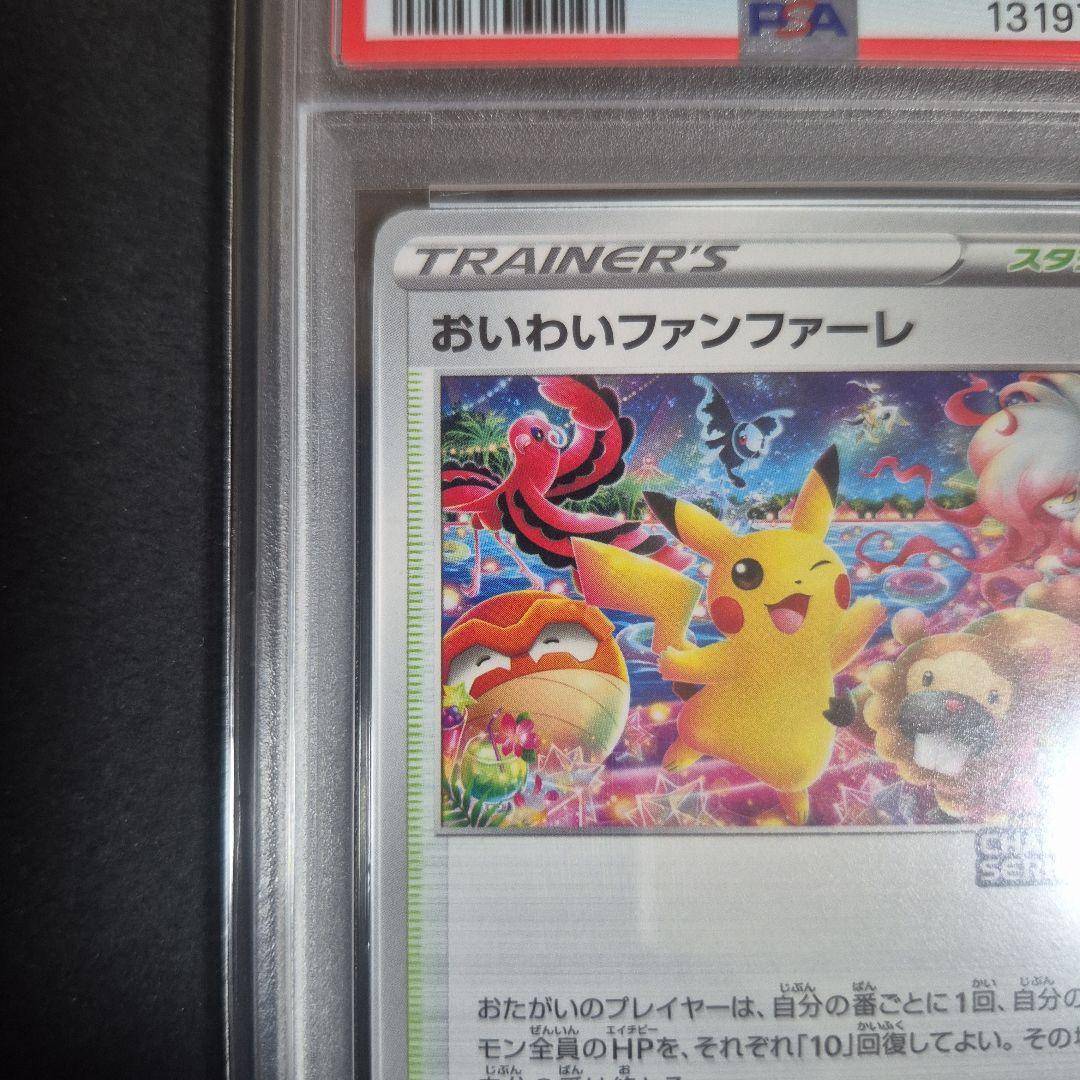 PSA
13197
TRAINER'S
スタジ
おいわいファンファーレ
おたがいのプレイヤーは、自分の番ごとに1回、自分の
モン全員のHPを、それぞれ「10」回復してよい。その